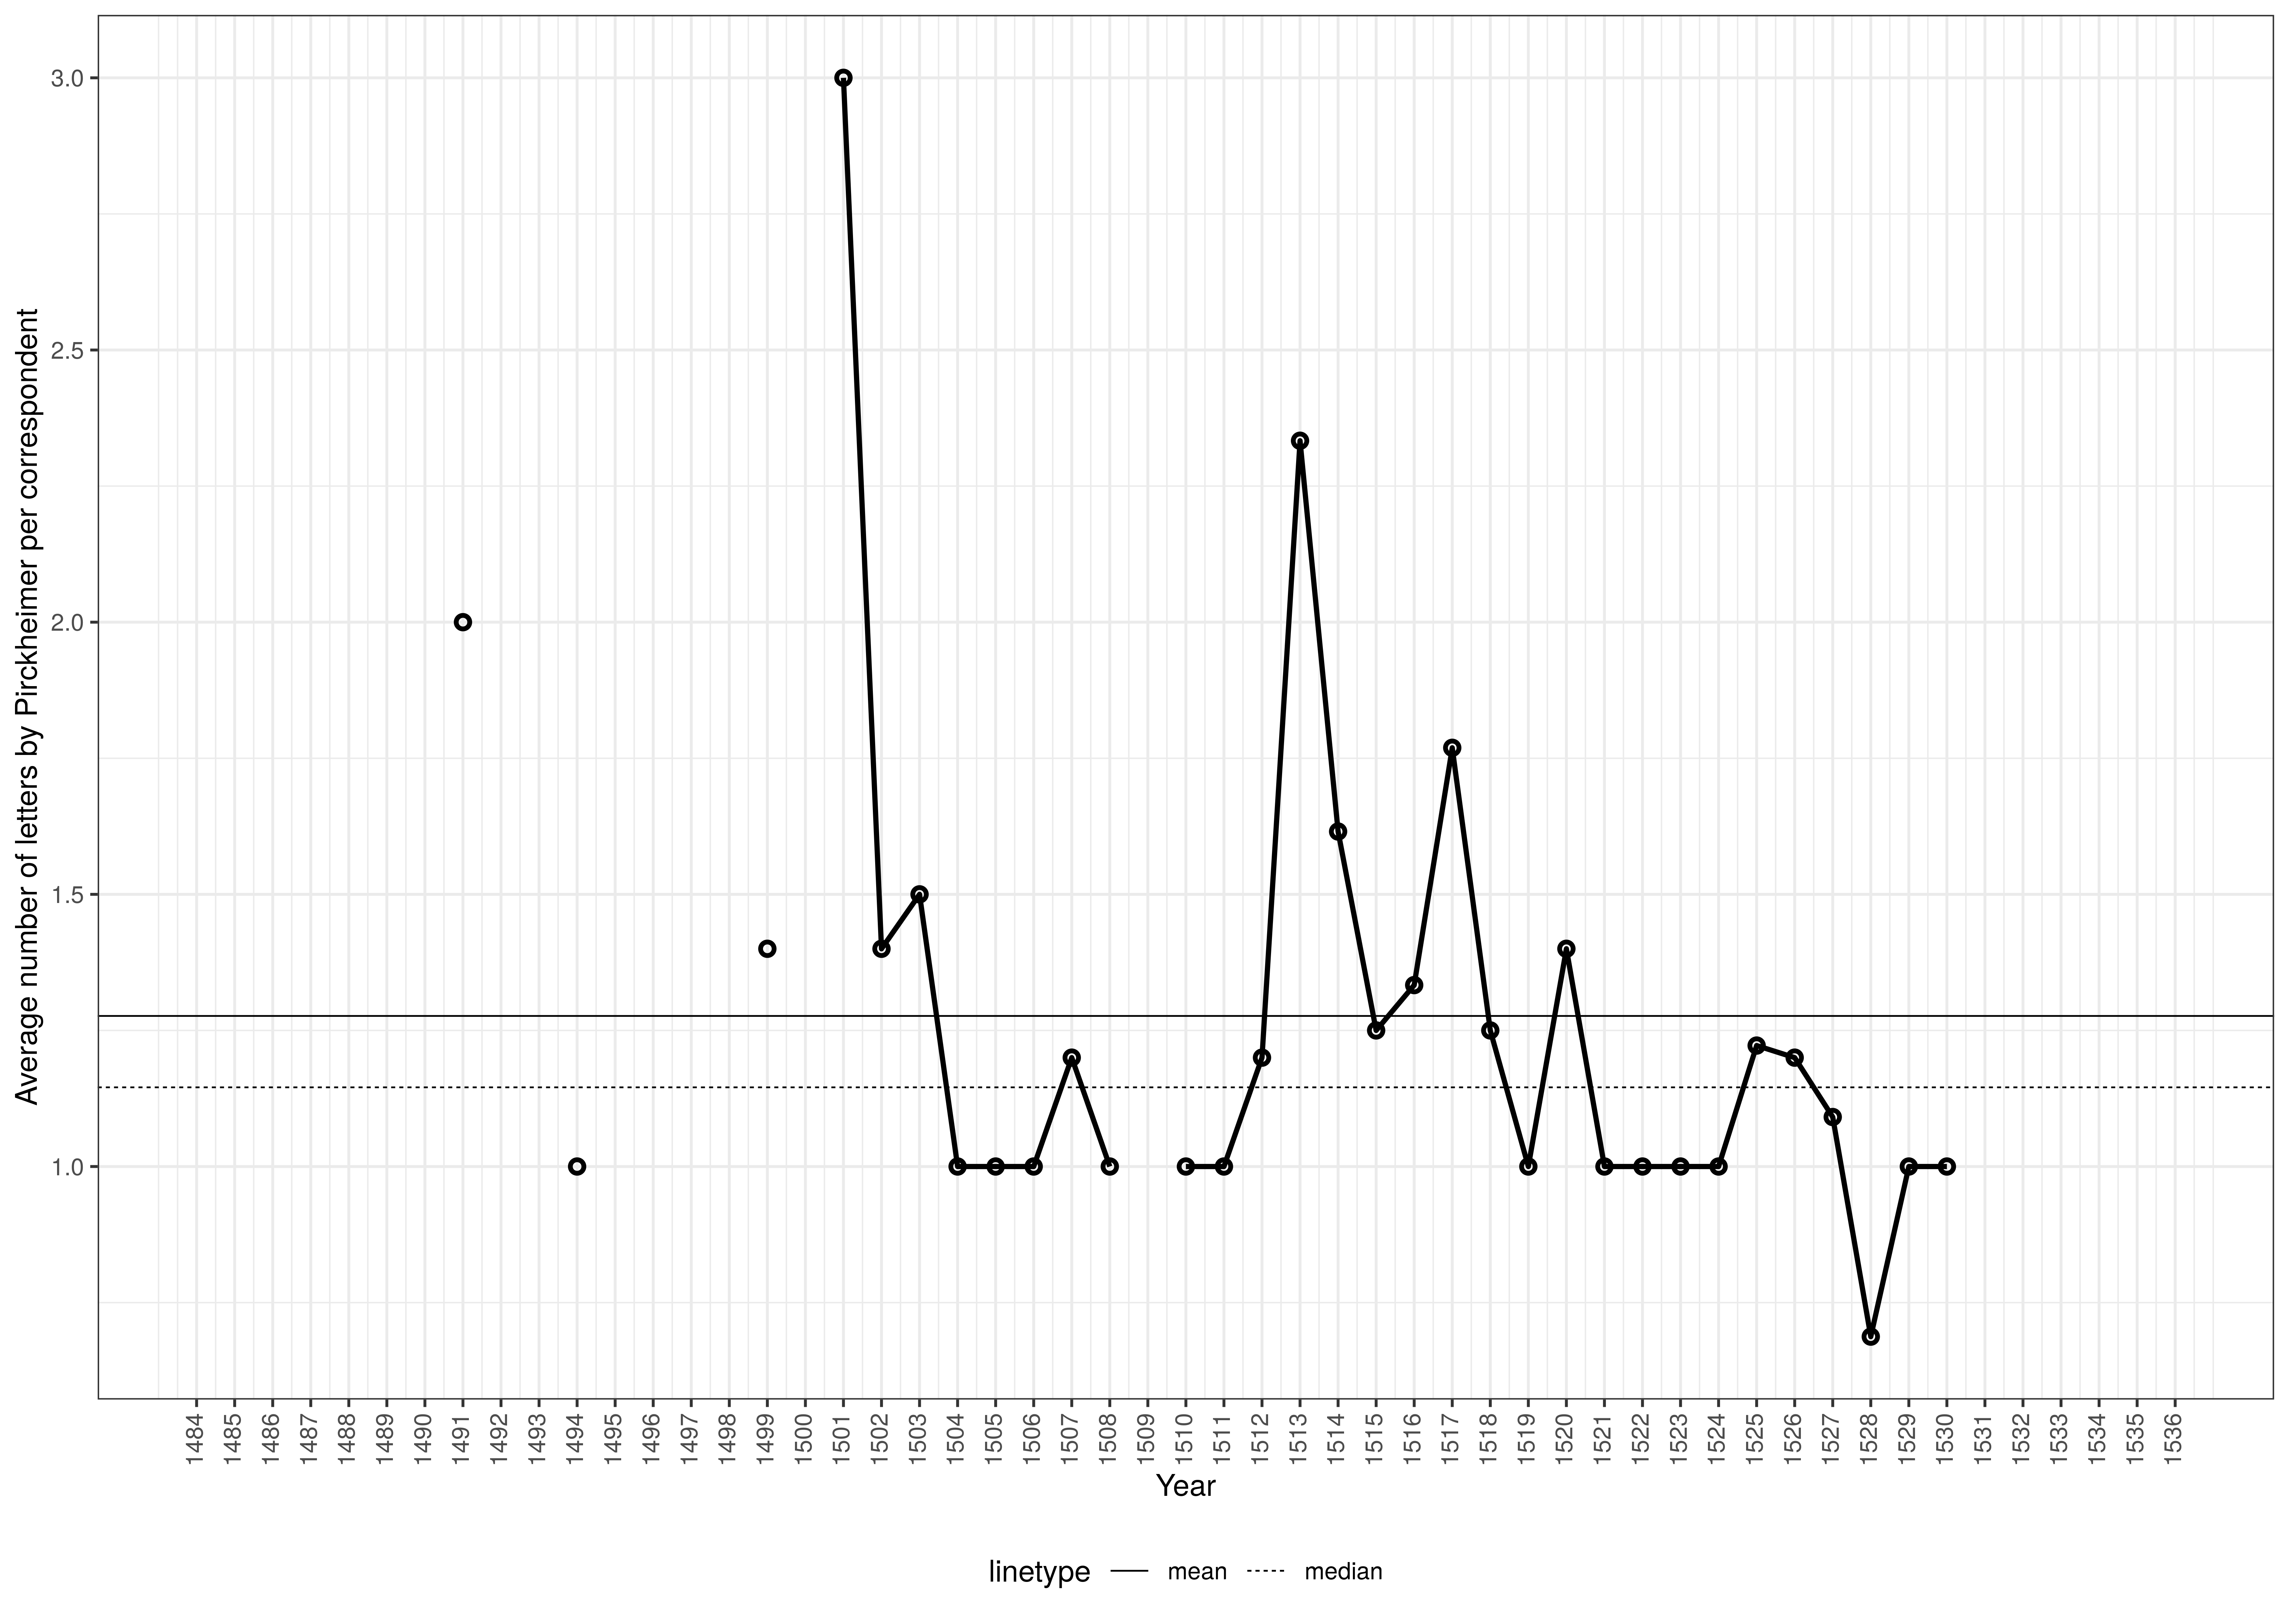 Average number of letters by Pirckheimer per correspondent
3.0
2.5
2.0
1.5
1.0
1484 1485 1486 1487 1488 1489 1490 1491 1492 1493 1494 1495 1496 1497 1498 1499 1500 1501 1502 1503 1504 1505 1506 1507 1508 1509 1510 1511 1512 1513 1514 1515 1516 1517 1518 1519 1520 1521 1522 1523 1524 1525 1526 1527 1528 1529 1530 1531 1532 1533 1534 1535 1536
Year
linetype mean median